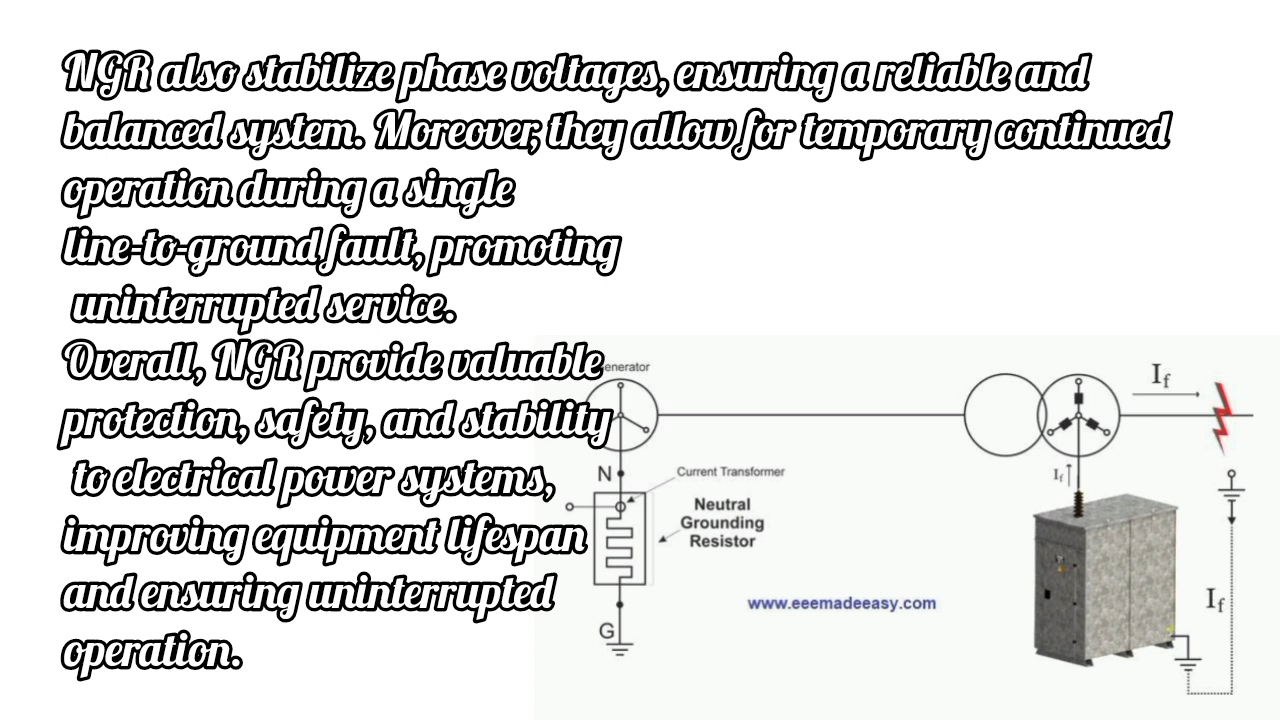 NGR also stabilize phase voltages, ensuring a reliable and
balanced system. Moreover, they allow for temporary continued
operation during a single
line-to-ground fault, promoting
uninterrupted service.
Overall, NGR provide valuable
protection, safety, and stability
to electrical power systems,
improving equipment lifespan
and ensuring uninterrupted
operation.
enerator
N
Current Transformer
Neutral
Grounding
Resistor
G
www.eeemadeeasy.com
If
If
If